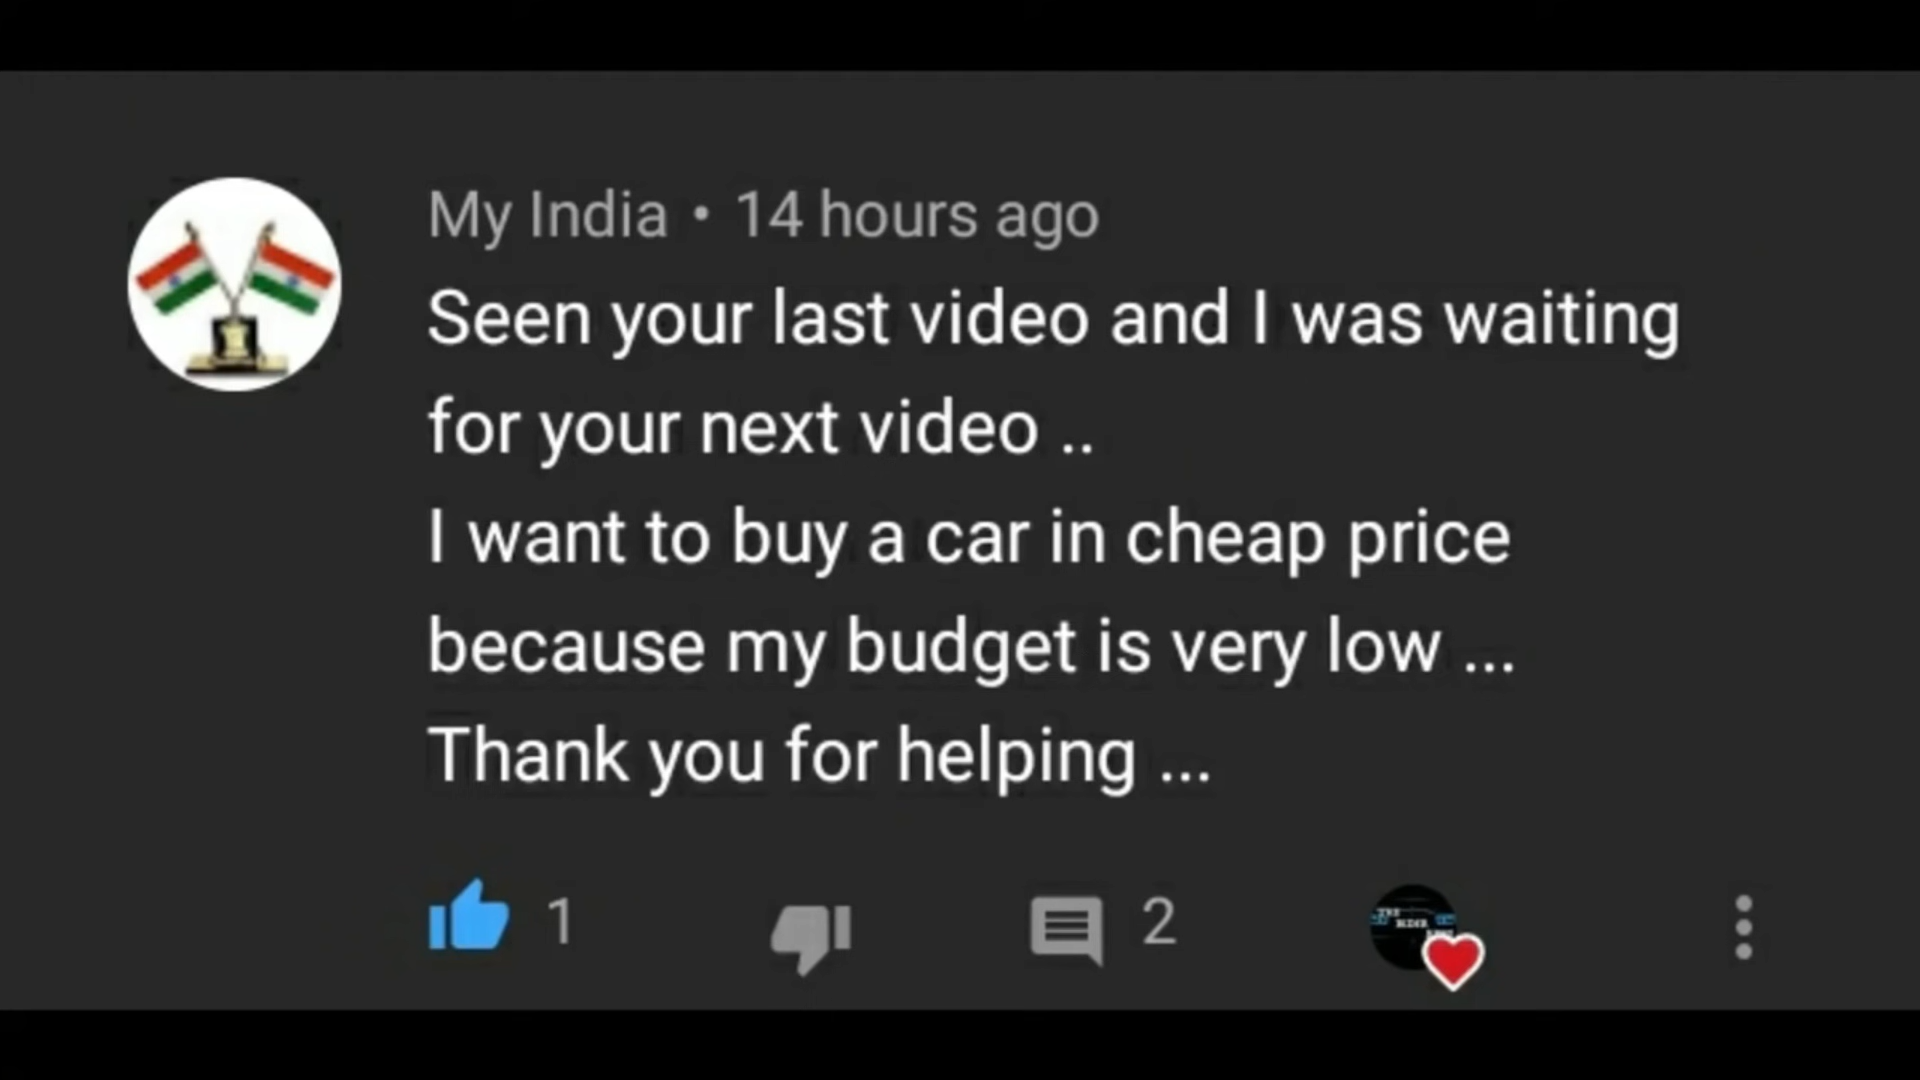 My India • 14 hours ago
Seen your last video and I was waiting
for your next video ..
I want to buy a car in cheap price
because my budget is very low ...
Thank you for helping ...
1
2